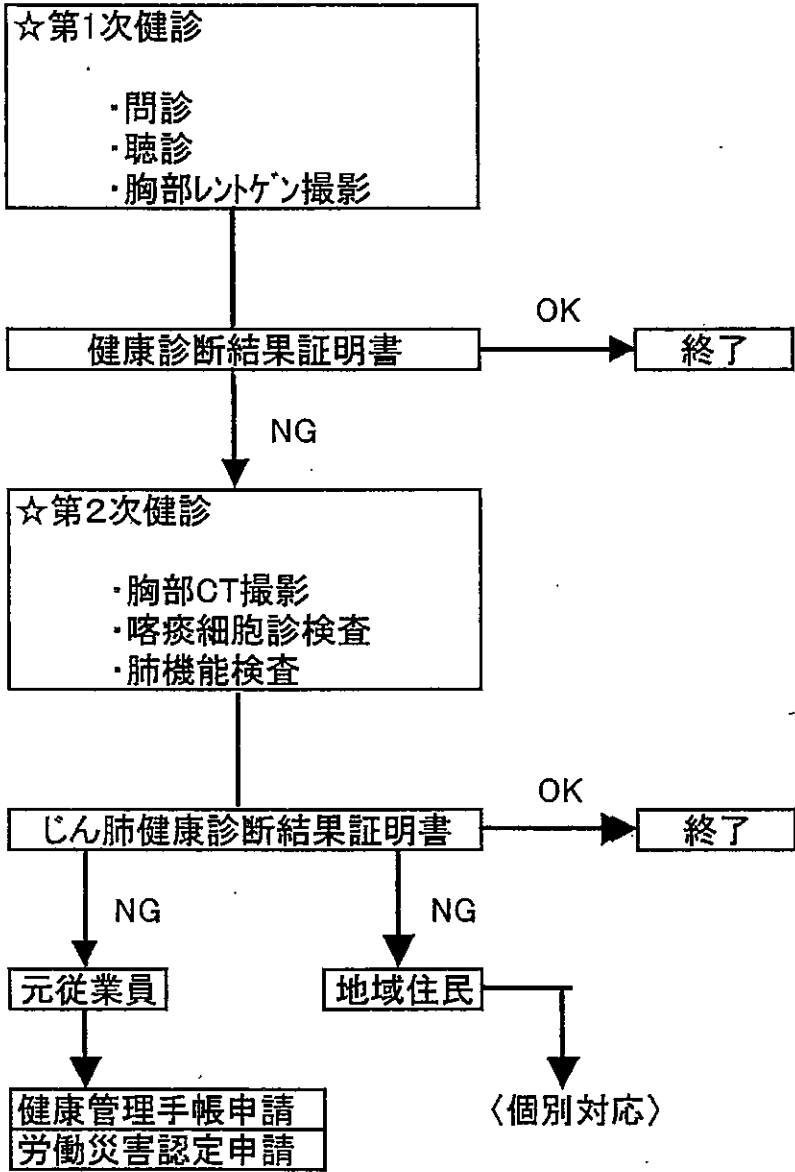 ☆第1次健診
・問診
・聴診
・胸部レントゲン撮影
OK
健康診断結果証明書
終了
NG
☆第2次健診
・胸部CT撮影
・喀痰細胞診検査
・肺機能検査
OK
じん肺健康診断結果証明書
終了
NG
NG
元従業員
地域住民
健康管理手帳申請
労働災害認定申請
〈個別対応〉